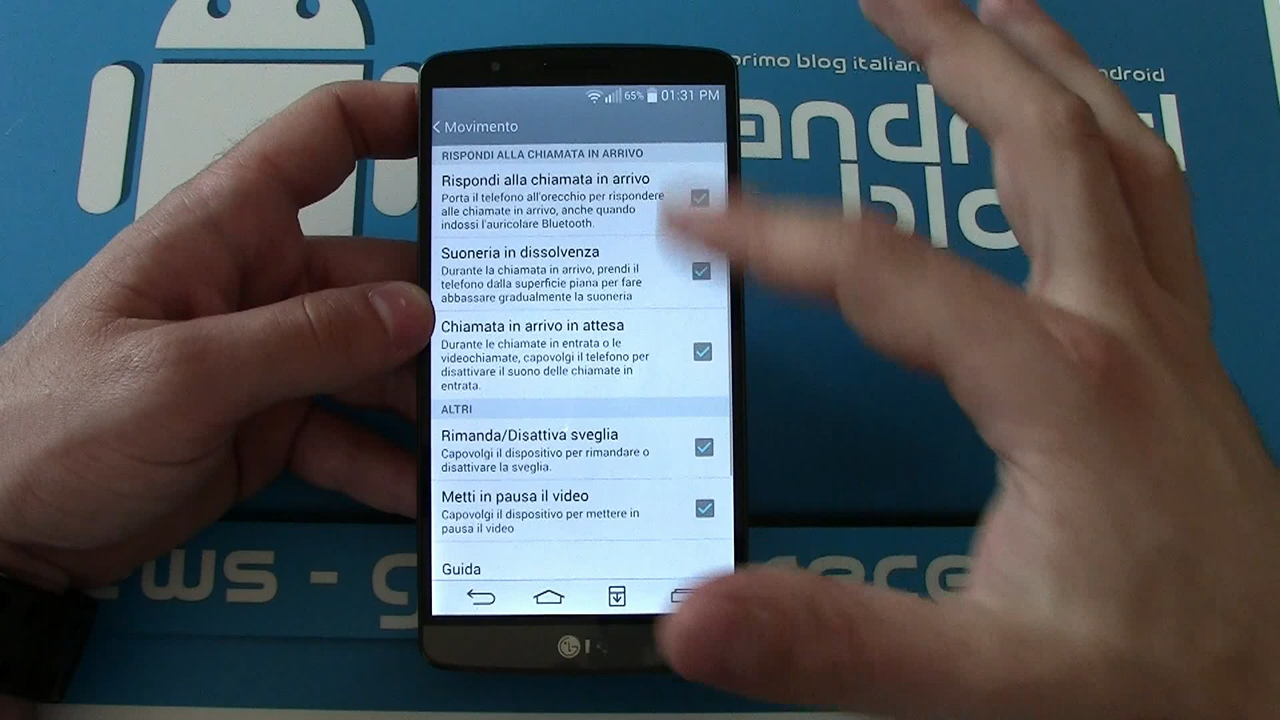 primo blog italian
ndroid
andr
blo
65% 01:31 PM
< Movimento
RISPONDI ALLA CHIAMATA IN ARRIVO
Rispondi alla chiamata in arrivo
Porta il telefono all'orecchio per rispondere
alle chiamate in arrivo, anche quando
indossi l'auricolare Bluetooth.
Suoneria in dissolvenza
Durante la chiamata in arrivo, prendi il
telefono dalla superficie piana per fare
abbassare gradualmente la suoneria
Chiamata in arrivo in attesa
Durante le chiamate in entrata o le
videochiamate, capovolgi il telefono per
disattivare il suono delle chiamate in
entrata.
ALTRI
Rimanda/Disattiva sveglia
Capovolgi il dispositivo per rimandare o
disattivare la sveglia.
Metti in pausa il video
Capovolgi il dispositivo per mettere in
pausa il video
Guida
LG
ws - g
rece